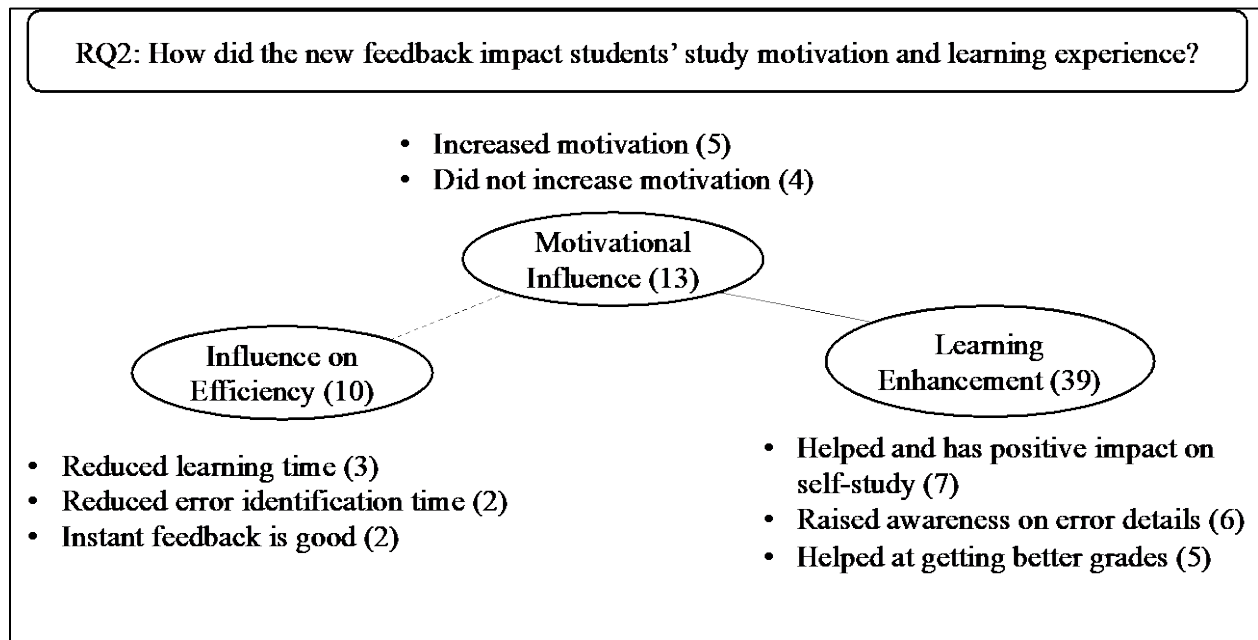 RQ2: How did the new feedback impact students’ study motivation and learning experience?
• Increased motivation (5)
• Did not increase motivation (4)
Motivational
Influence (13)
Influence on
Efficiency (10)
Learning
Enhancement (39)
• Reduced learning time (3)
• Reduced error identification time (2)
• Instant feedback is good (2)
• Helped and has positive impact on
self-study (7)
• Raised awareness on error details (6)
• Helped at getting better grades (5)